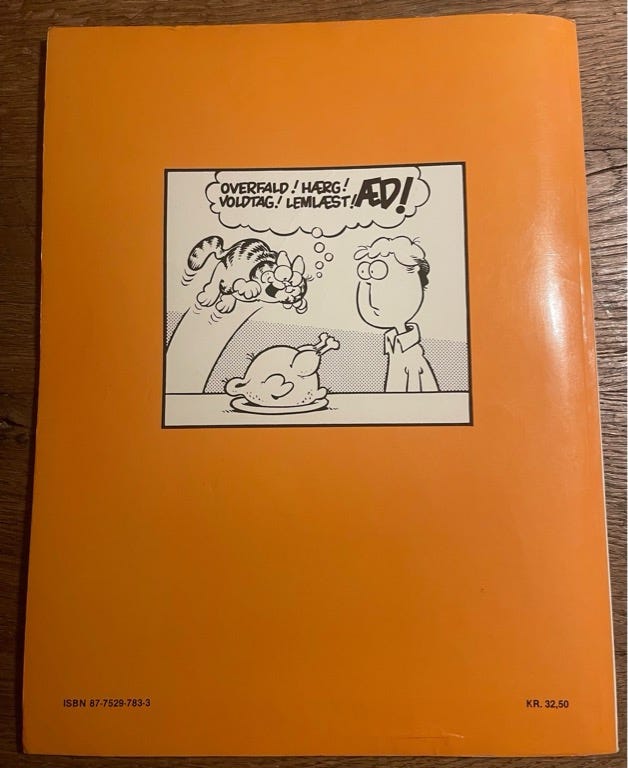 OVERFALD! HÆRG!
VOLDTAG! LEMLÆST! ÆD!
ISBN 87-7529-783-3
KR. 32,50